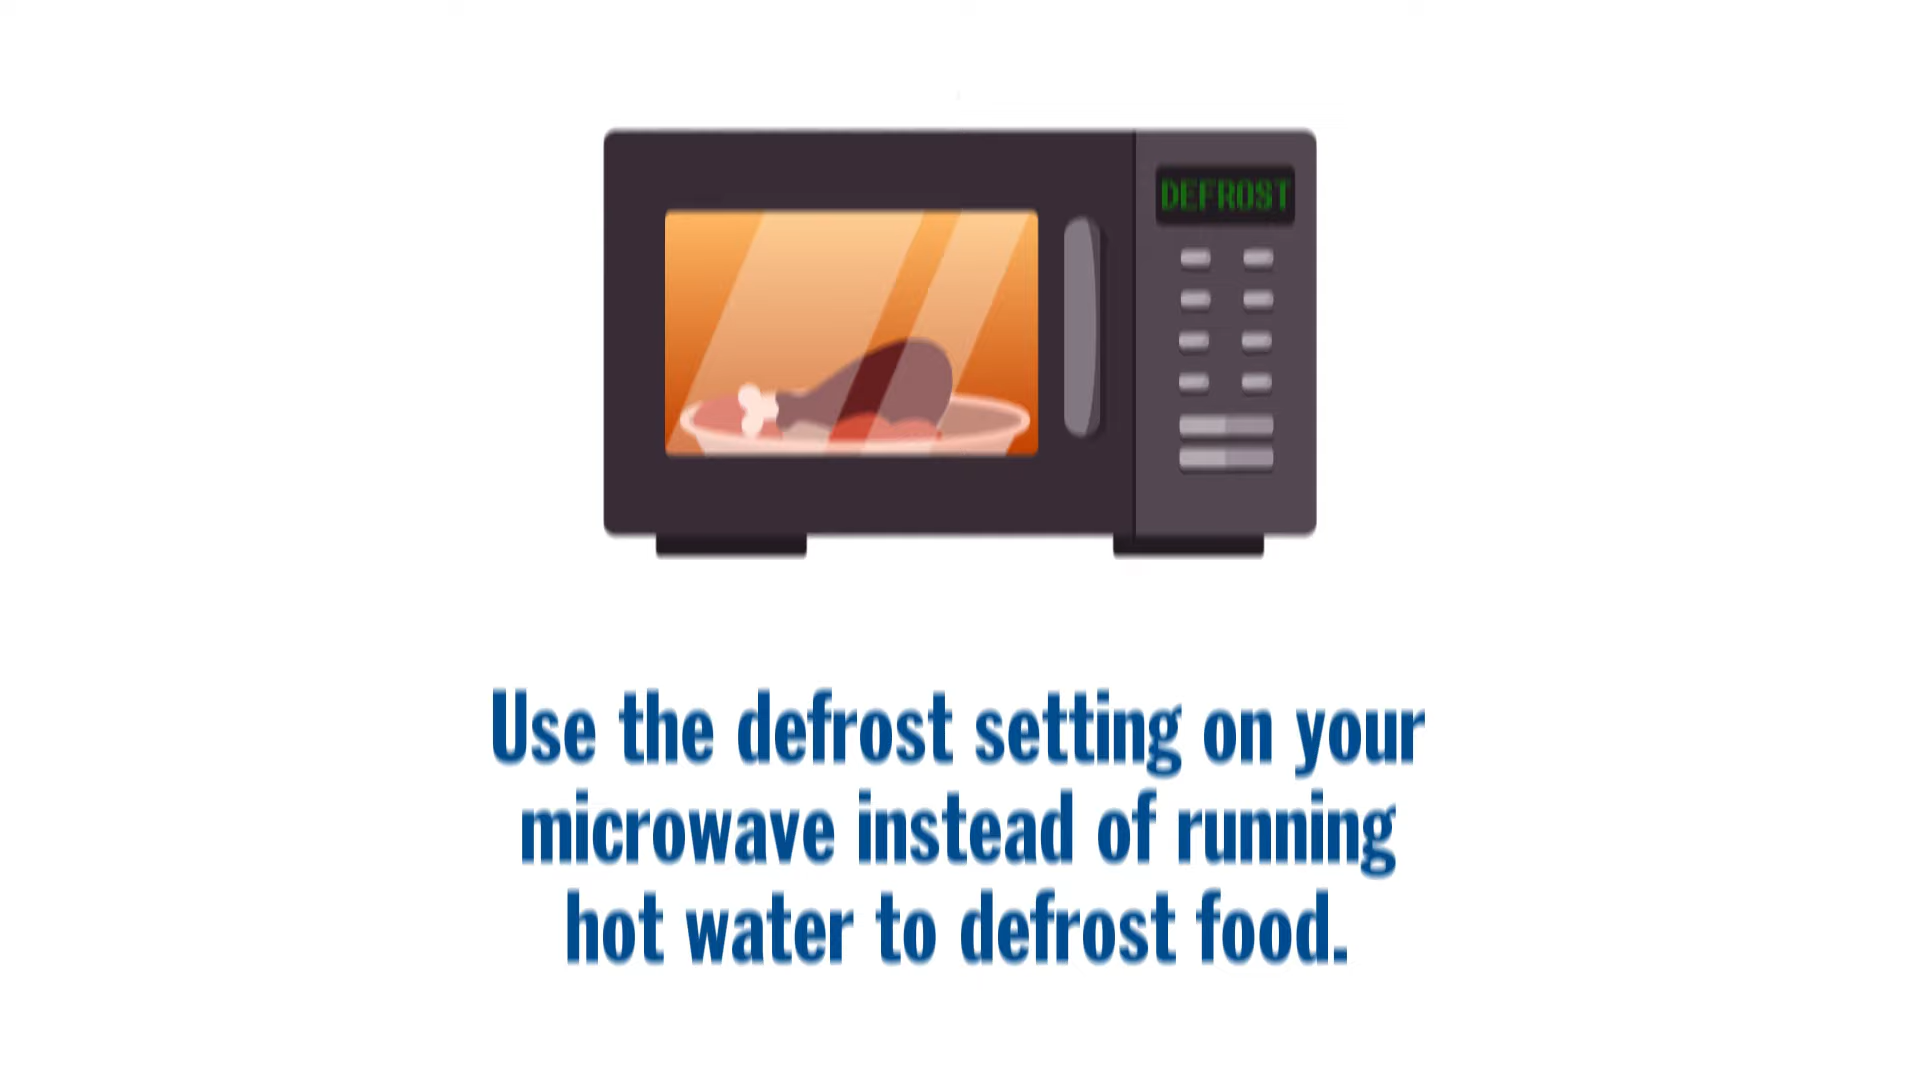 DEFROST
Use the defrost setting on your
microwave instead of running
hot water to defrost food.